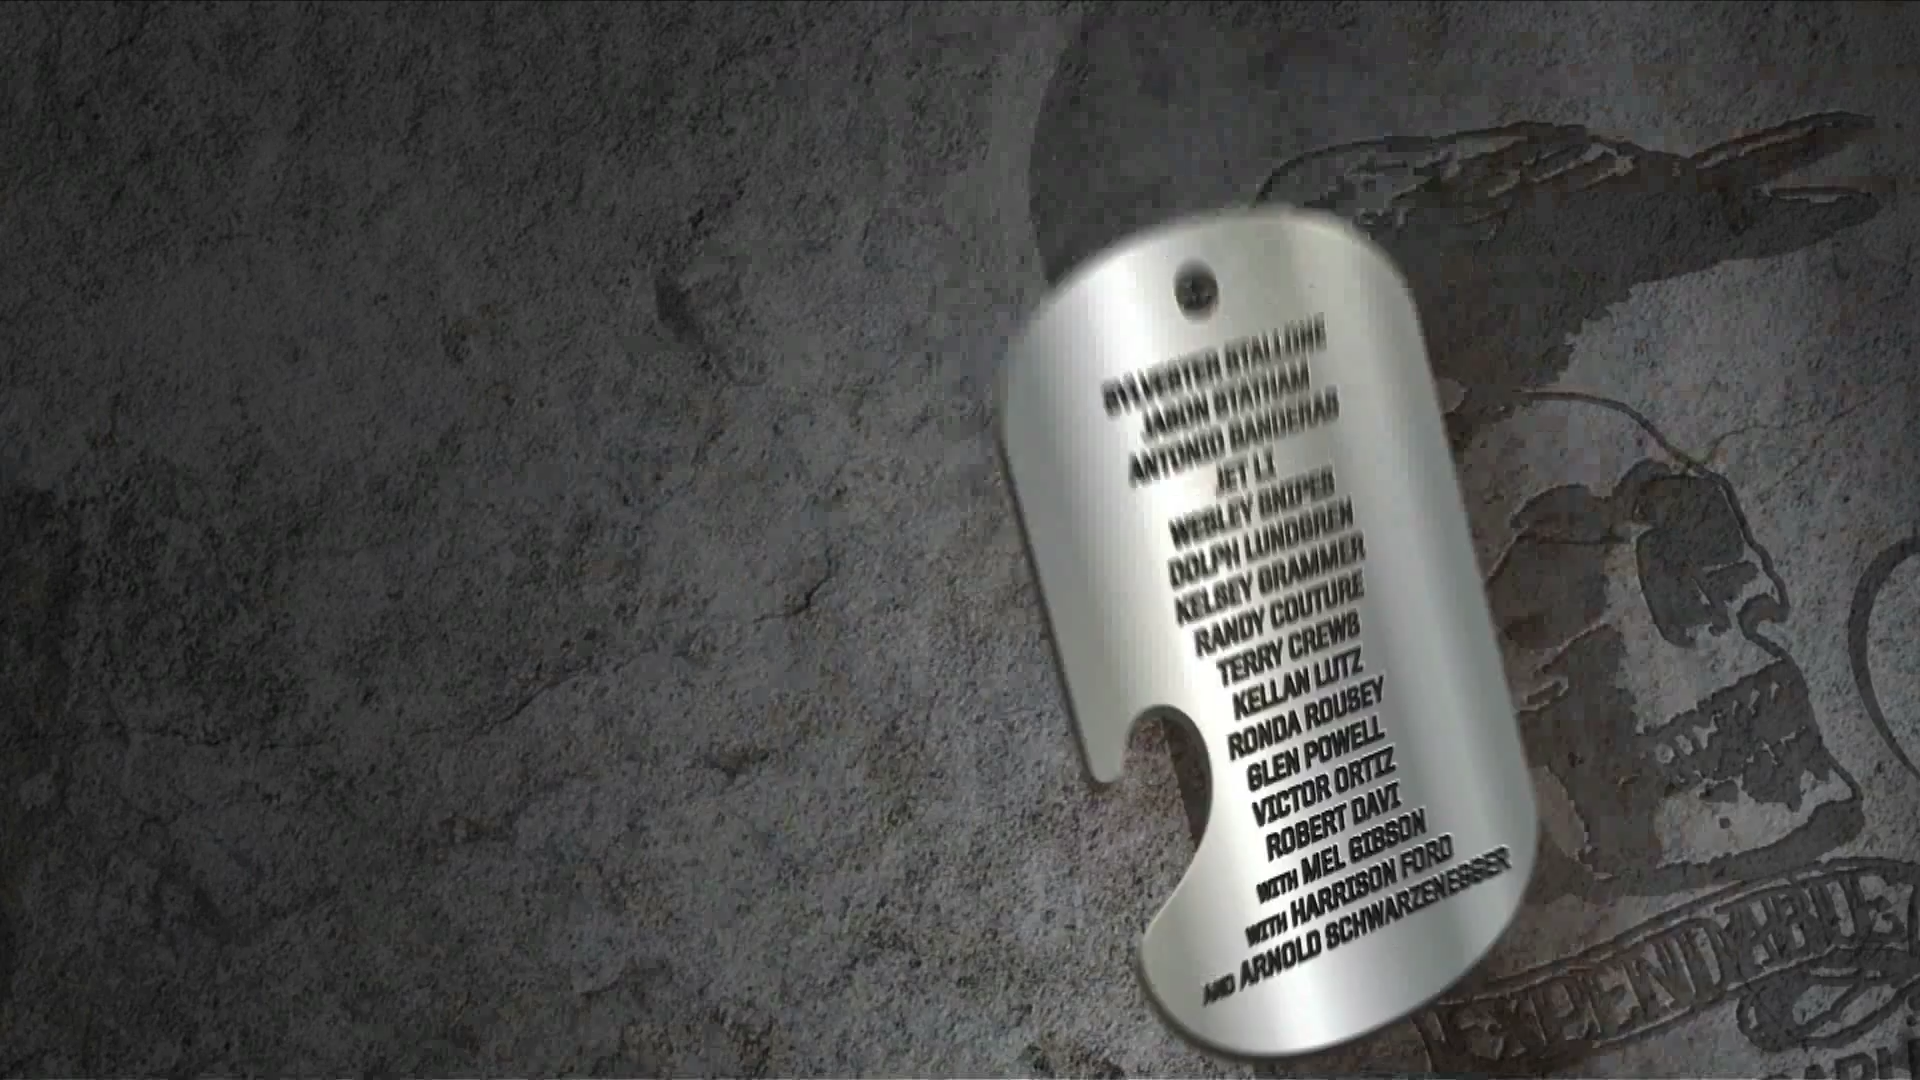 SYLVESTER STALLONE
JASON STATHAM
ANTONIO BANDERAS
JET LI
WESLEY SNIPES
DOLPH LUNDGREN
KELSEY GRAMMER
RANDY COUTURE
TERRY CREWS
KELLAN LUTZ
RONDA ROUSEY
GLEN POWELL
VICTOR ORTIZ
ROBERT DAVI
WITH MEL GIBSON
WITH HARRISON FORD
AND ARNOLD SCHWARZENEGGER
EXPENDABLE